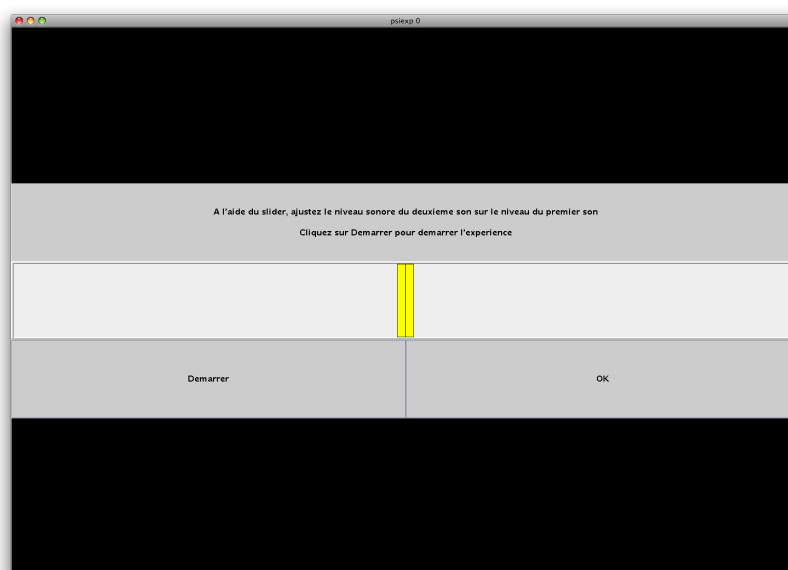 psiexp 0
A l'aide du slider, ajustez le niveau sonore du deuxieme son sur le niveau du premier son
Cliquez sur Demarrer pour demarrer l'experience
Demarrer
OK